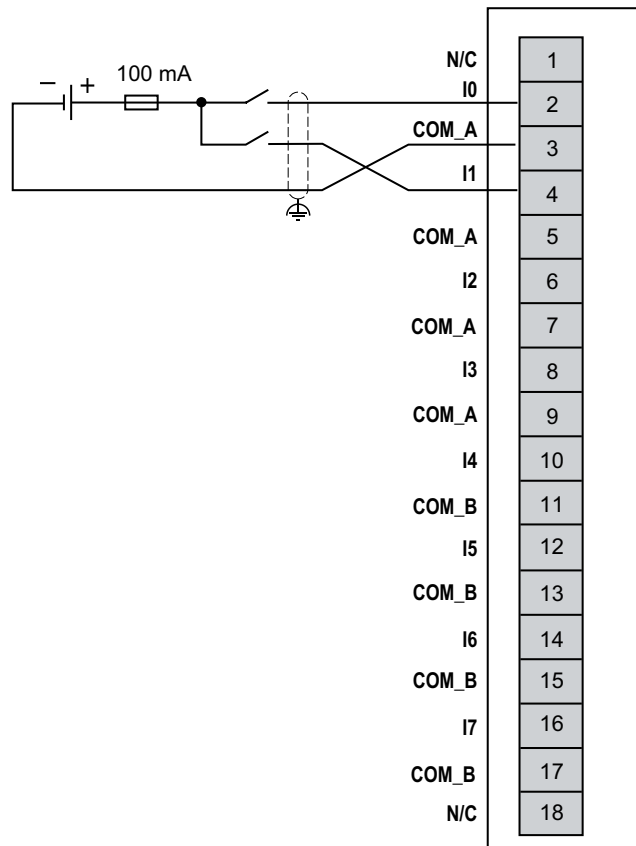 − + 100 mA
N/C 1
I0 2
COM_A 3
I1 4
COM_A 5
I2 6
COM_A 7
I3 8
COM_A 9
I4 10
COM_B 11
I5 12
COM_B 13
I6 14
COM_B 15
I7 16
COM_B 17
N/C 18